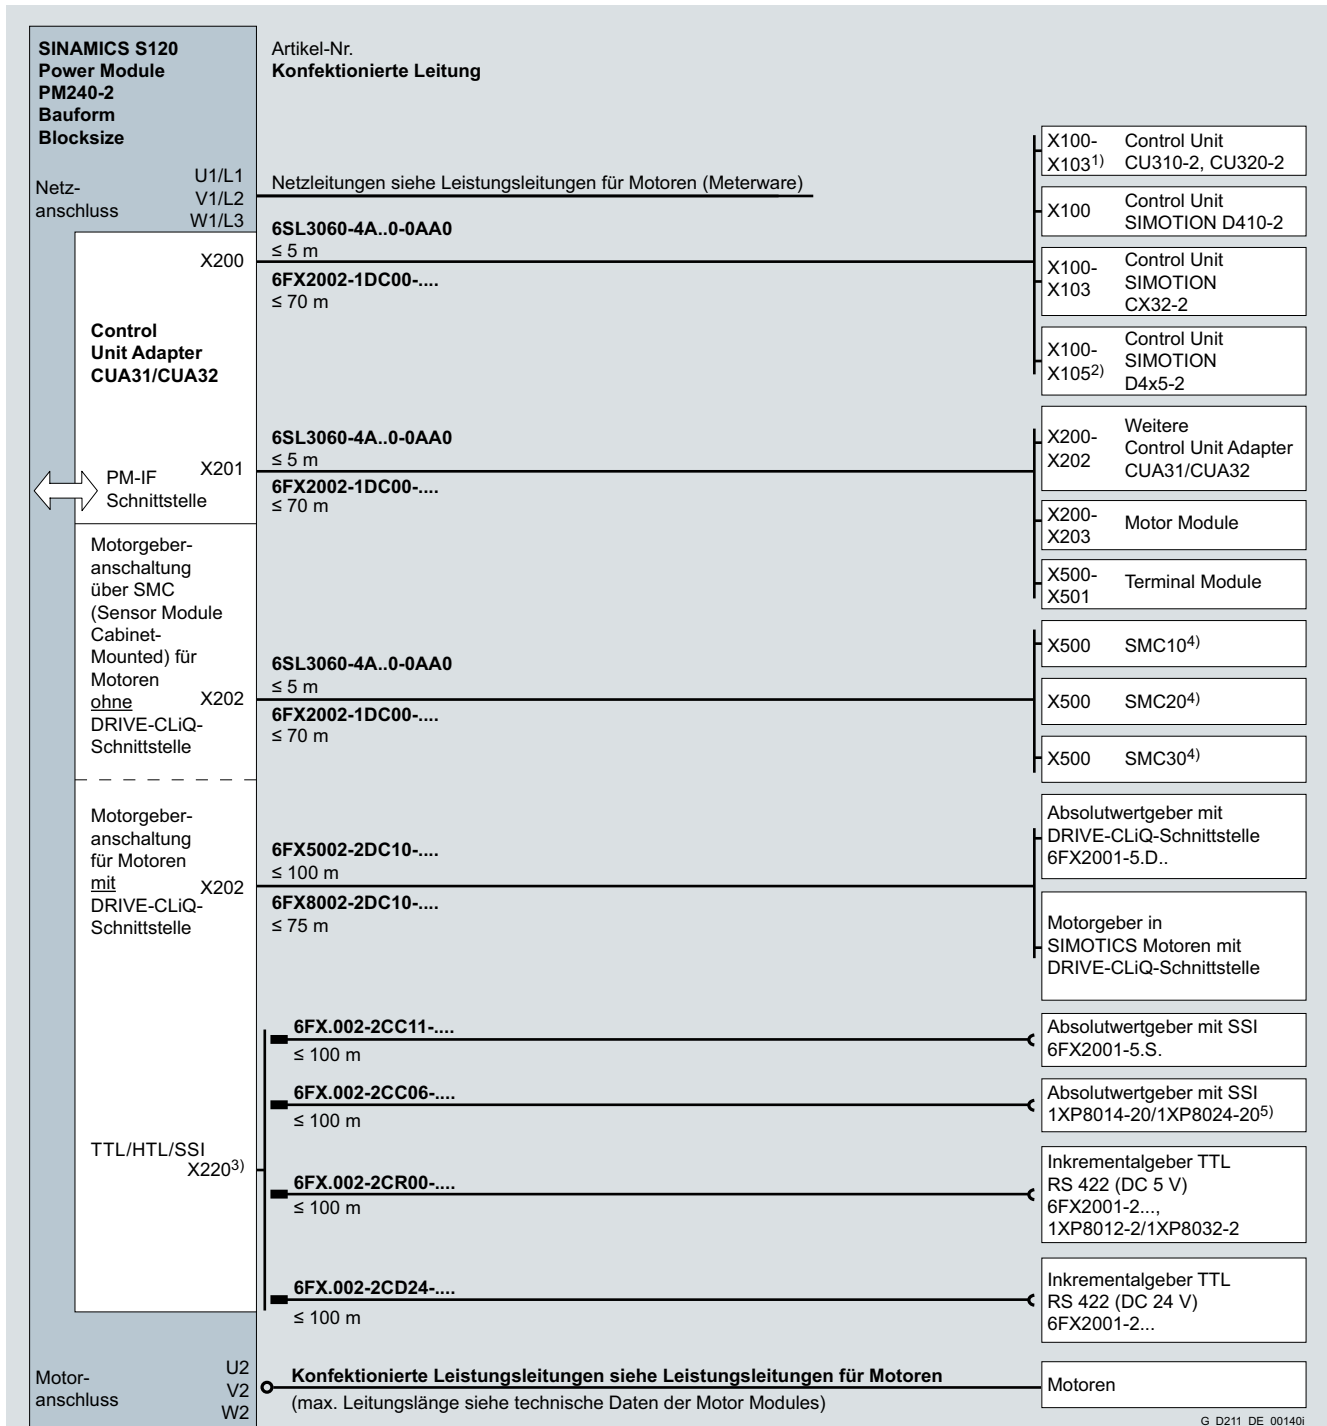 SINAMICS S120
Power Module
PM240-2
Bauform
Blocksize
Artikel-Nr.
Konfektionierte Leitung
Netz-
anschluss
U1/L1
V1/L2
W1/L3
Netzleitungen siehe Leistungsleitungen für Motoren (Meterware)
X100-
X103¹⁾
Control Unit
CU310-2, CU320-2
X100
Control Unit
SIMOTION D410-2
X200
6SL3060-4A..0-0AA0
≤ 5 m
6FX2002-1DC00-....
≤ 70 m
X100-
X103
Control Unit
SIMOTION
CX32-2
X100-
X105²⁾
Control Unit
SIMOTION
D4x5-2
Control
Unit Adapter
CUA31/CUA32
X201
6SL3060-4A..0-0AA0
≤ 5 m
6FX2002-1DC00-....
≤ 70 m
X200-
X202
Weitere
Control Unit Adapter
CUA31/CUA32
PM-IF
Schnittstelle
X200-
X203
Motor Module
X500-
X501
Terminal Module
Motorgeber-
anschaltung
über SMC
(Sensor Module
Cabinet-
Mounted) für
Motoren
ohne
DRIVE-CLiQ-
Schnittstelle
X202
6SL3060-4A..0-0AA0
≤ 5 m
6FX2002-1DC00-....
≤ 70 m
X500
SMC10⁴⁾
X500
SMC20⁴⁾
X500
SMC30⁴⁾
Motorgeber-
anschaltung
für Motoren
mit
DRIVE-CLiQ-
Schnittstelle
X202
6FX5002-2DC10-....
≤ 100 m
6FX8002-2DC10-....
≤ 75 m
Absolutwertgeber mit
DRIVE-CLiQ-Schnittstelle
6FX2001-5.D..
Motorgeber in
SIMOTICS Motoren mit
DRIVE-CLiQ-Schnittstelle
TTL/HTL/SSI
X220³⁾
6FX.002-2CC11-....
≤ 100 m
Absolutwertgeber mit SSI
6FX2001-5.S.
6FX.002-2CC06-....
≤ 100 m
Absolutwertgeber mit SSI
1XP8014-20/1XP8024-20⁵⁾
6FX.002-2CR00-....
≤ 100 m
Inkrementalgeber TTL
RS 422 (DC 5 V)
6FX2001-2...,
1XP8012-2/1XP8032-2
6FX.002-2CD24-....
≤ 100 m
Inkrementalgeber TTL
RS 422 (DC 24 V)
6FX2001-2...
Motor-
anschluss
U2
V2
W2
Konfektionierte Leistungsleitungen siehe Leistungsleitungen für Motoren
(max. Leitungslänge siehe technische Daten der Motor Modules)
Motoren
G_D211_DE_00140i